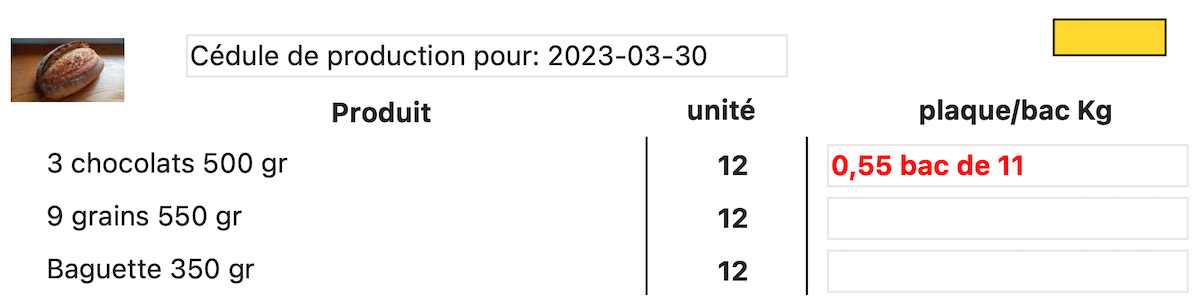 Cédule de production pour: 2023-03-30
Produit unité plaque/bac Kg
3 chocolats 500 gr 12 0,55 bac de 11
9 grains 550 gr 12
Baguette 350 gr 12